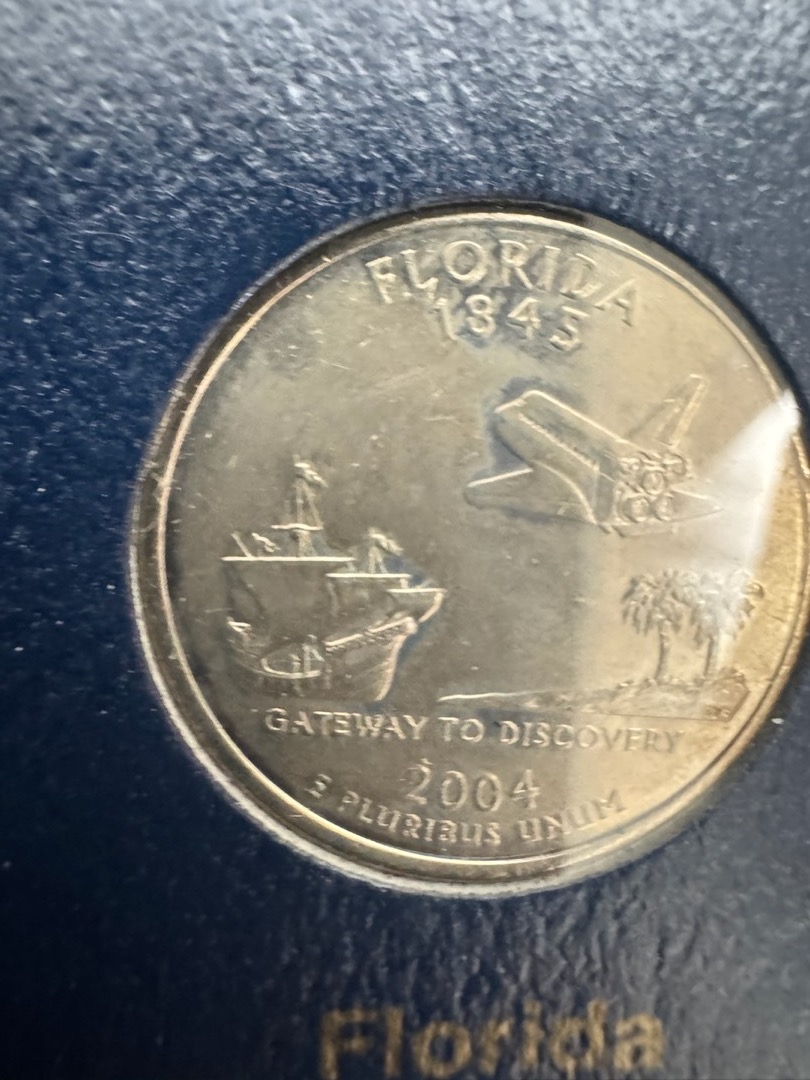 FLORIDA
1845
GATEWAY TO DISCOVERY
2004
E PLURIBUS UNUM
Florida